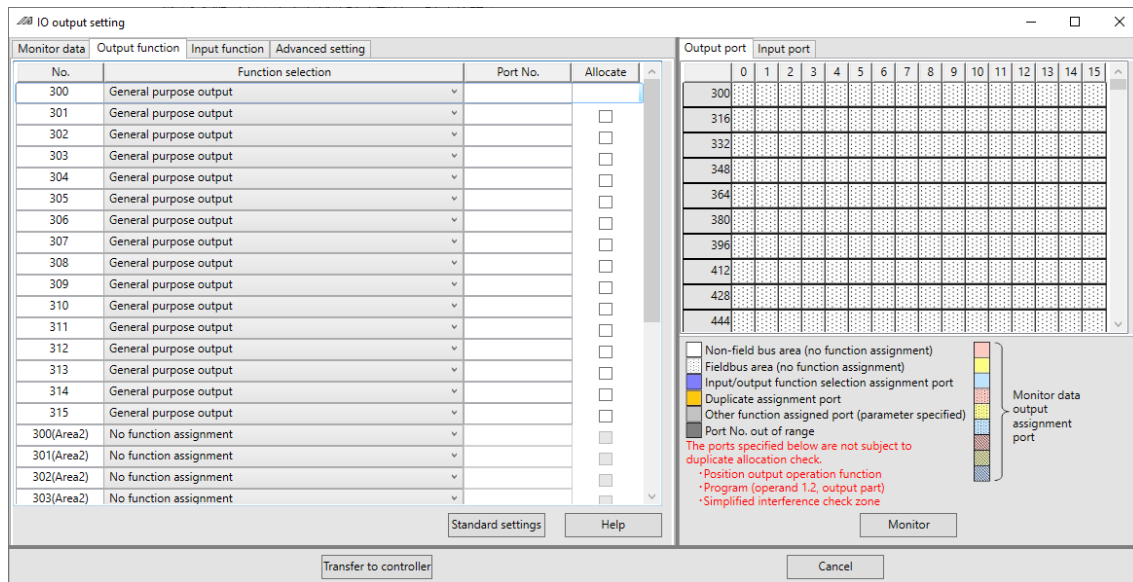 IO output setting
Monitor data Output function Input function Advanced setting
No. Function selection Port No. Allocate
300 General purpose output
301 General purpose output
302 General purpose output
303 General purpose output
304 General purpose output
305 General purpose output
306 General purpose output
307 General purpose output
308 General purpose output
309 General purpose output
310 General purpose output
311 General purpose output
312 General purpose output
313 General purpose output
314 General purpose output
315 General purpose output
300(Area2) No function assignment
301(Area2) No function assignment
302(Area2) No function assignment
303(Area2) No function assignment
Standard settings Help
Output port Input port
0 1 2 3 4 5 6 7 8 9 10 11 12 13 14 15
300
316
332
348
364
380
396
412
428
444
Non-field bus area (no function assignment)
Fieldbus area (no function assignment)
Input/output function selection assignment port
Duplicate assignment port
Other function assigned port (parameter specified)
Port No. out of range
Monitor data
output
assignment
port
The ports specified below are not subject to
duplicate allocation check.
・Position output operation function
・Program (operand 1.2, output part)
・Simplified interference check zone
Monitor
Transfer to controller Cancel